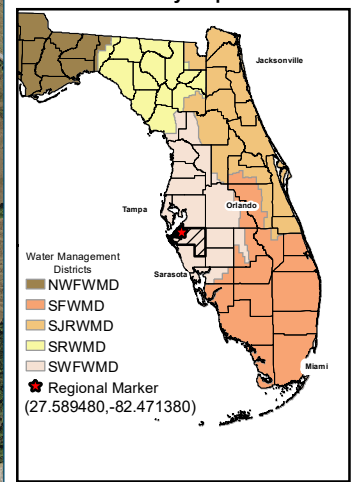 Jacksonville
Tampa
Orlando
Water Management
Districts
Sarasota
NWFWMD
SFWMD
SJRWMD
SRWMD
SWFWMD
Regional Marker
Miami
(27.589480,-82.471380)